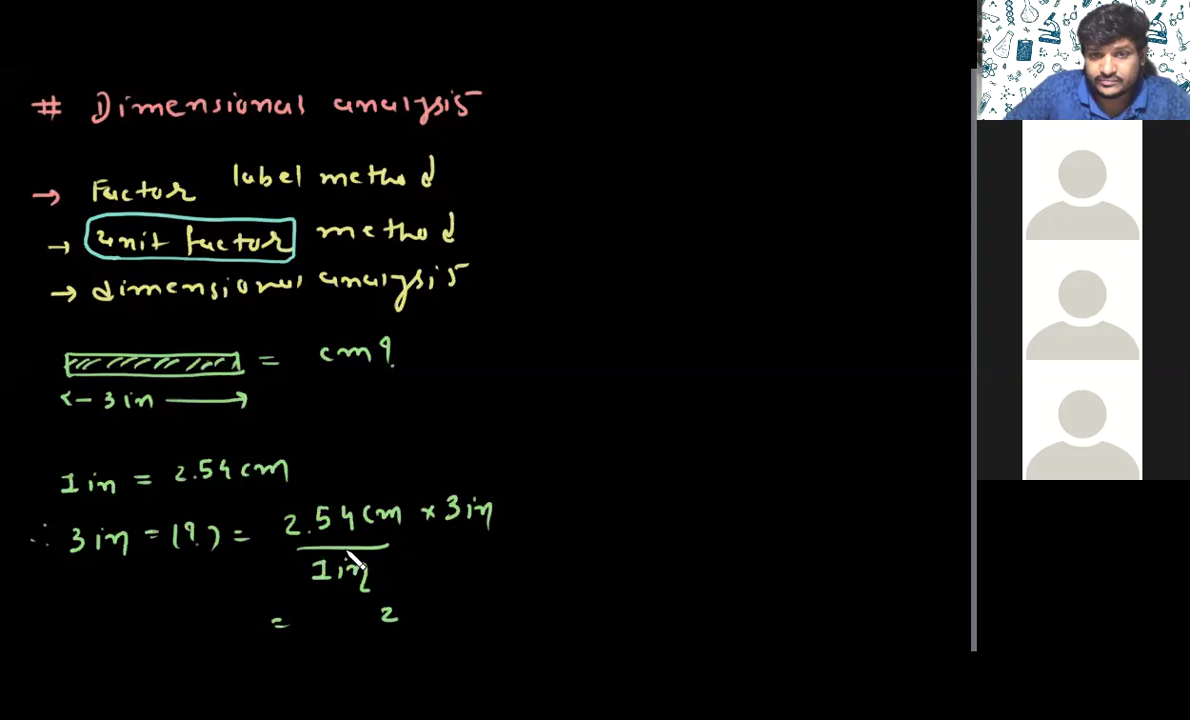 # Dimensional analysis
→ Factor label method
→ unit factor method
→ dimensional analysis
= cm?
← 3 in →
1 in = 2.54 cm
∴ 3 in = (?) = 2.54 cm × 3 in
1 in
= 2